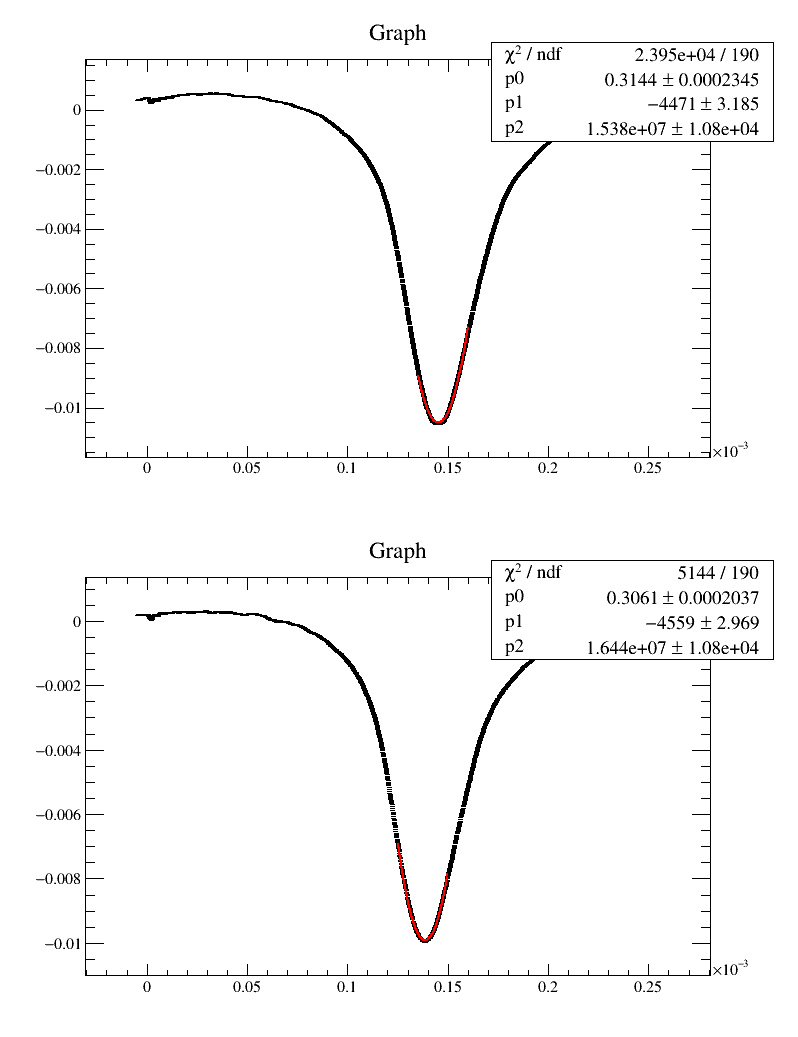 Graph
χ² / ndf 2.395e+04 / 190
p0 0.3144 ± 0.0002345
p1 −4471 ± 3.185
p2 1.538e+07 ± 1.08e+04
0
−0.002
−0.004
−0.006
−0.008
−0.01
0 0.05 0.1 0.15 0.2 0.25
×10⁻³
Graph
χ² / ndf 5144 / 190
p0 0.3061 ± 0.0002037
p1 −4559 ± 2.969
p2 1.644e+07 ± 1.08e+04
0
−0.002
−0.004
−0.006
−0.008
−0.01
0 0.05 0.1 0.15 0.2 0.25
×10⁻³